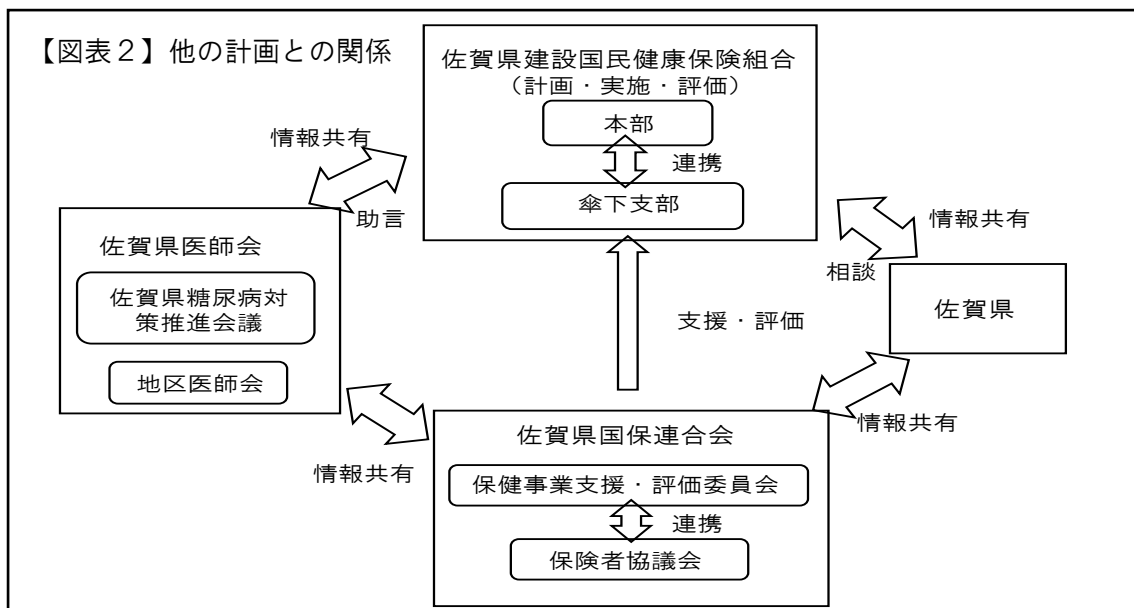 【図表２】他の計画との関係
佐賀県建設国民健康保険組合
（計画・実施・評価）
本部
連携
傘下支部
情報共有
助言
情報共有
相談
佐賀県医師会
佐賀県糖尿病対
策推進会議
地区医師会
佐賀県
支援・評価
情報共有
情報共有
佐賀県国保連合会
保健事業支援・評価委員会
連携
保険者協議会